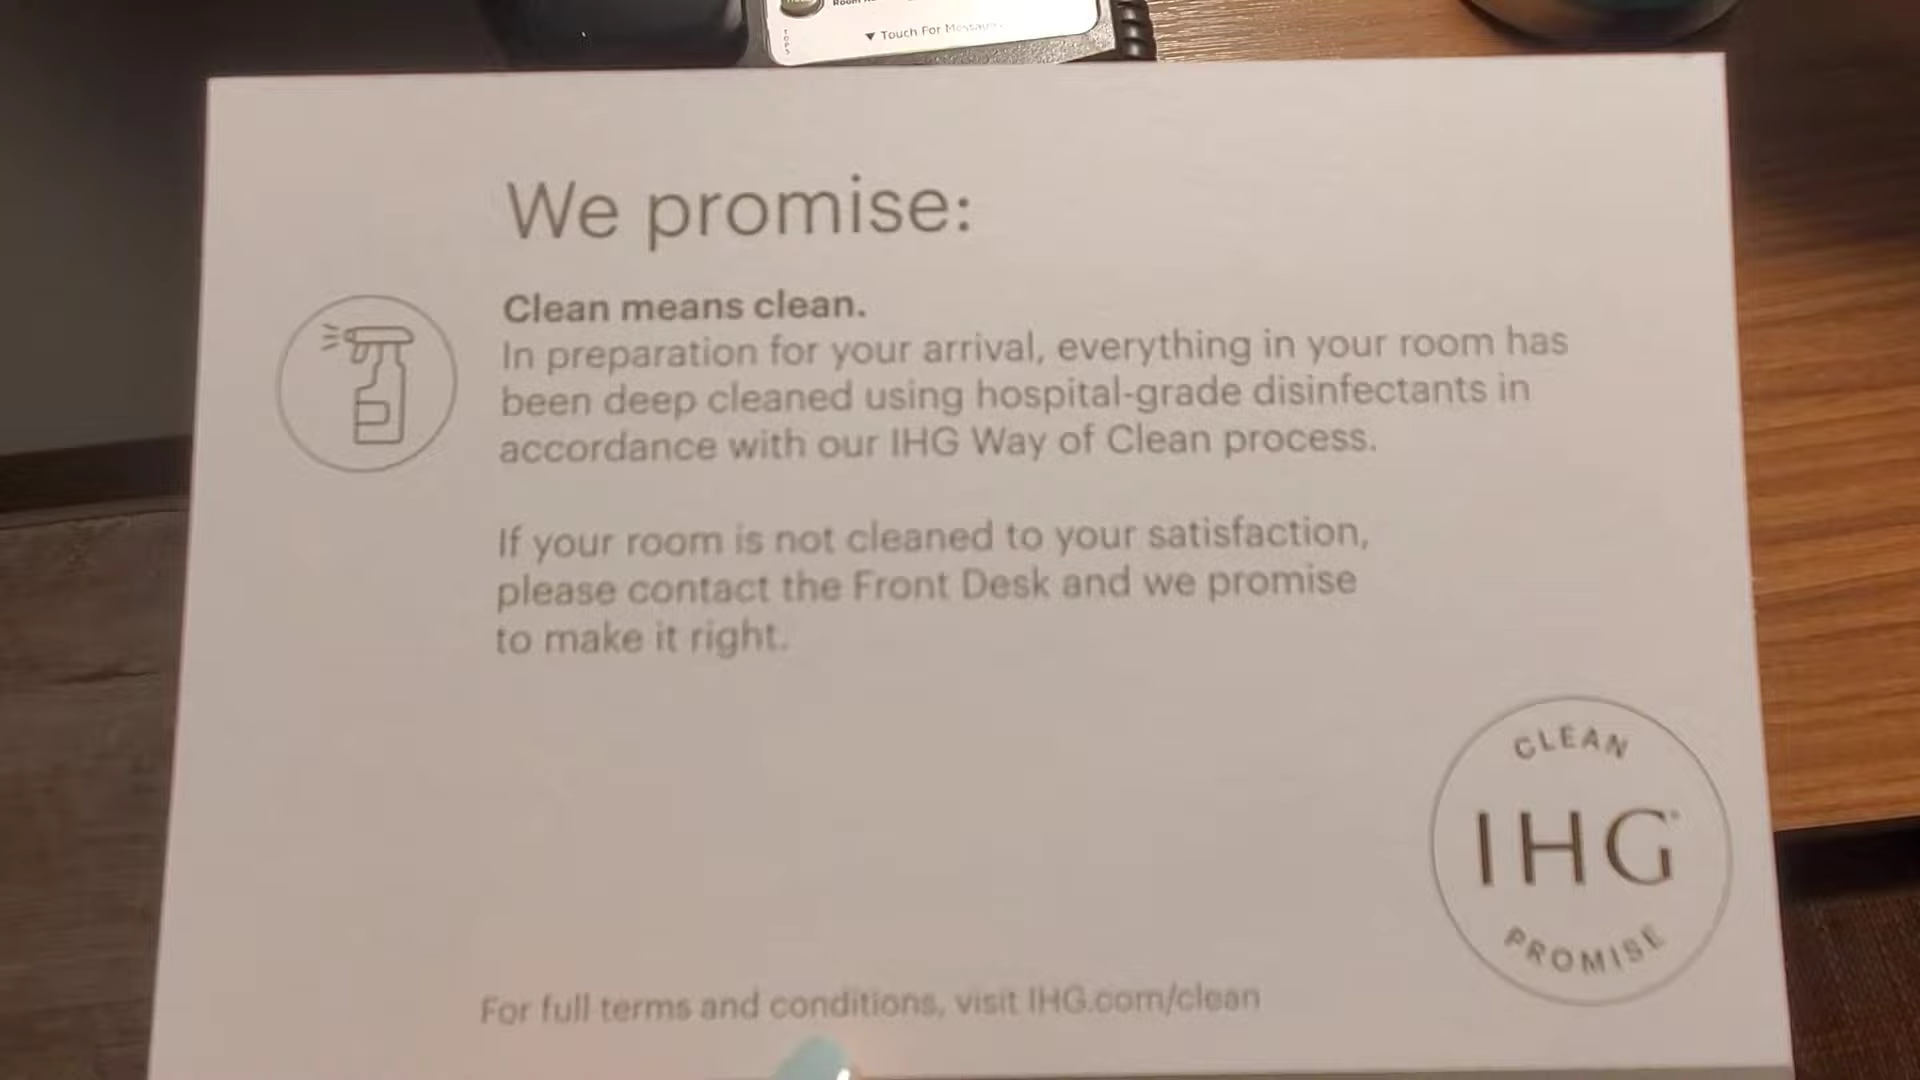 ▼ Touch For Message
We promise:
Clean means clean.
In preparation for your arrival, everything in your room has
been deep cleaned using hospital-grade disinfectants in
accordance with our IHG Way of Clean process.
If your room is not cleaned to your satisfaction,
please contact the Front Desk and we promise
to make it right.
CLEAN
IHG
PROMISE
For full terms and conditions, visit IHG.com/clean